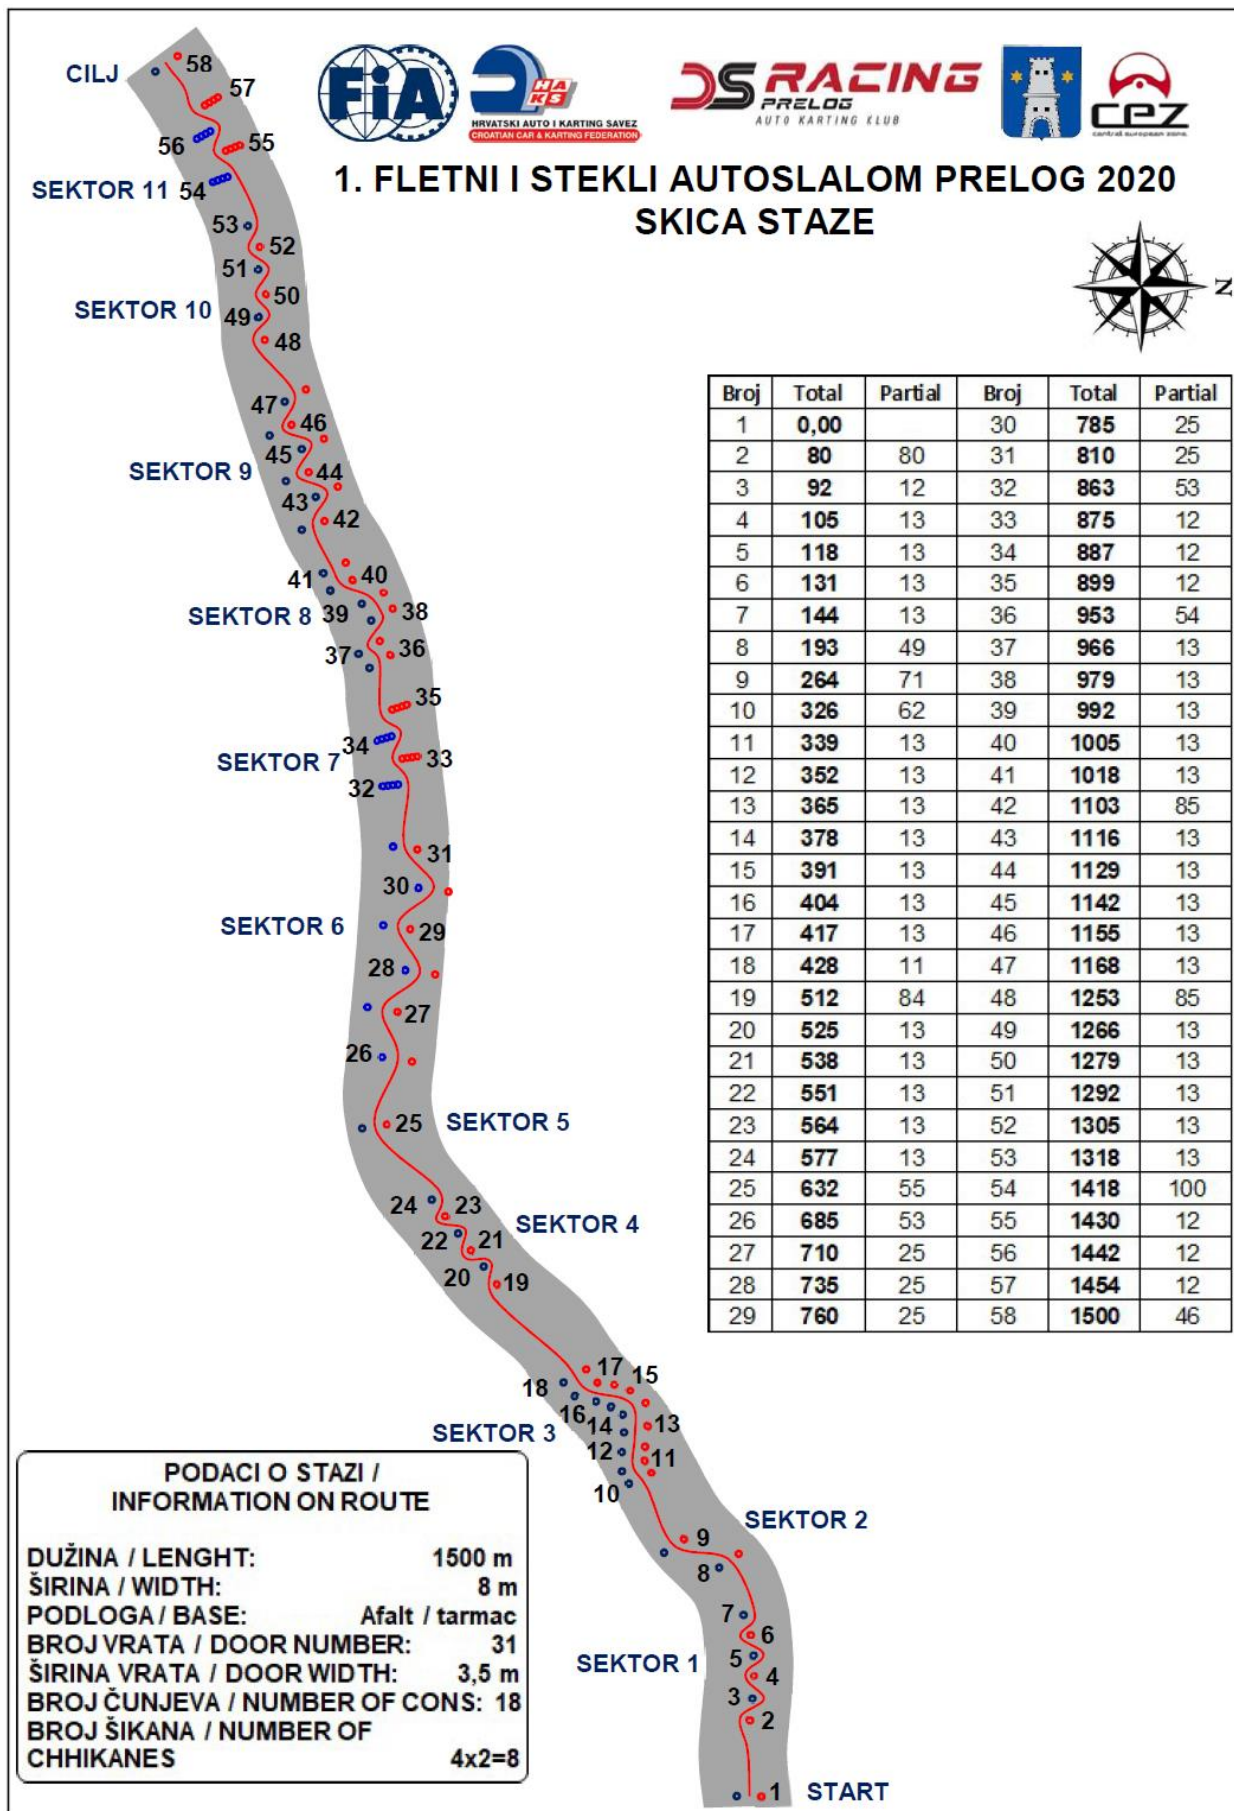 CILJ
58
57
56
55
SEKTOR 11
54
53
52
51
50
SEKTOR 10
49
48
47
46
45
SEKTOR 9
44
43
42
41
40
SEKTOR 8
39
38
37
36
35
34
SEKTOR 7
33
32
31
30
SEKTOR 6
29
28
27
26
25
SEKTOR 5
24
23
SEKTOR 4
22
21
20
19
17
15
18
16
14
13
SEKTOR 3
12
11
10
9
SEKTOR 2
8
7
6
5
SEKTOR 1
4
3
2
1
START
FiA
HAKS
HRVATSKI AUTO I KARTING SAVEZ
CROATIAN CAR & KARTING FEDERATION
DS RACING
PRELOG
AUTO KARTING KLUB
CEZ
central european zone
1. FLETNI I STEKLI AUTOSLALOM PRELOG 2020
SKICA STAZE
N
Broj Total Partial Broj Total Partial
1 0,00 30 785 25
2 80 80 31 810 25
3 92 12 32 863 53
4 105 13 33 875 12
5 118 13 34 887 12
6 131 13 35 899 12
7 144 13 36 953 54
8 193 49 37 966 13
9 264 71 38 979 13
10 326 62 39 992 13
11 339 13 40 1005 13
12 352 13 41 1018 13
13 365 13 42 1103 85
14 378 13 43 1116 13
15 391 13 44 1129 13
16 404 13 45 1142 13
17 417 13 46 1155 13
18 428 11 47 1168 13
19 512 84 48 1253 85
20 525 13 49 1266 13
21 538 13 50 1279 13
22 551 13 51 1292 13
23 564 13 52 1305 13
24 577 13 53 1318 13
25 632 55 54 1418 100
26 685 53 55 1430 12
27 710 25 56 1442 12
28 735 25 57 1454 12
29 760 25 58 1500 46
PODACI O STAZI /
INFORMATION ON ROUTE
DUŽINA / LENGHT: 1500 m
ŠIRINA / WIDTH: 8 m
PODLOGA / BASE: Afalt / tarmac
BROJ VRATA / DOOR NUMBER: 31
ŠIRINA VRATA / DOOR WIDTH: 3,5 m
BROJ ČUNJEVA / NUMBER OF CONS: 18
BROJ ŠIKANA / NUMBER OF
CHHIKANES 4x2=8